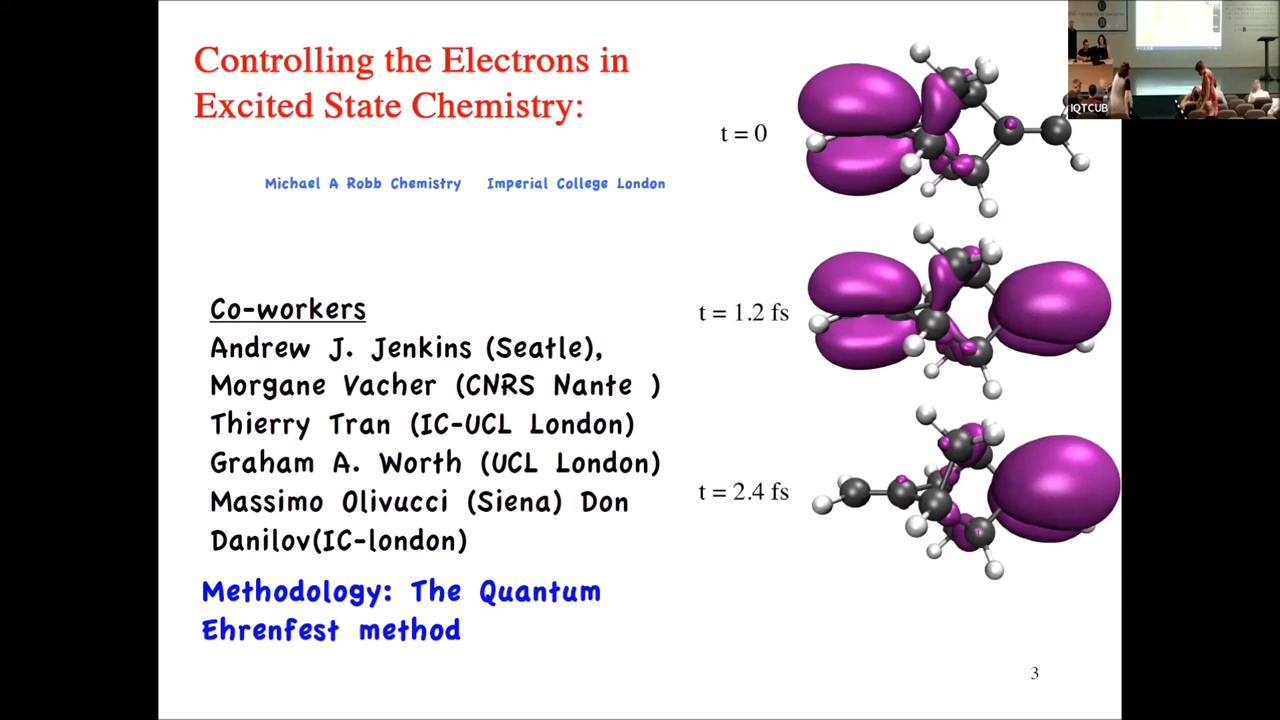 Controlling the Electrons in
Excited State Chemistry:
Michael A Robb Chemistry Imperial College London
Co-workers
Andrew J. Jenkins (Seatle),
Morgane Vacher (CNRS Nante )
Thierry Tran (IC-UCL London)
Graham A. Worth (UCL London)
Massimo Olivucci (Siena) Don
Danilov(IC-london)
Methodology: The Quantum
Ehrenfest method
t = 0
t = 1.2 fs
t = 2.4 fs
3
IQTCUB